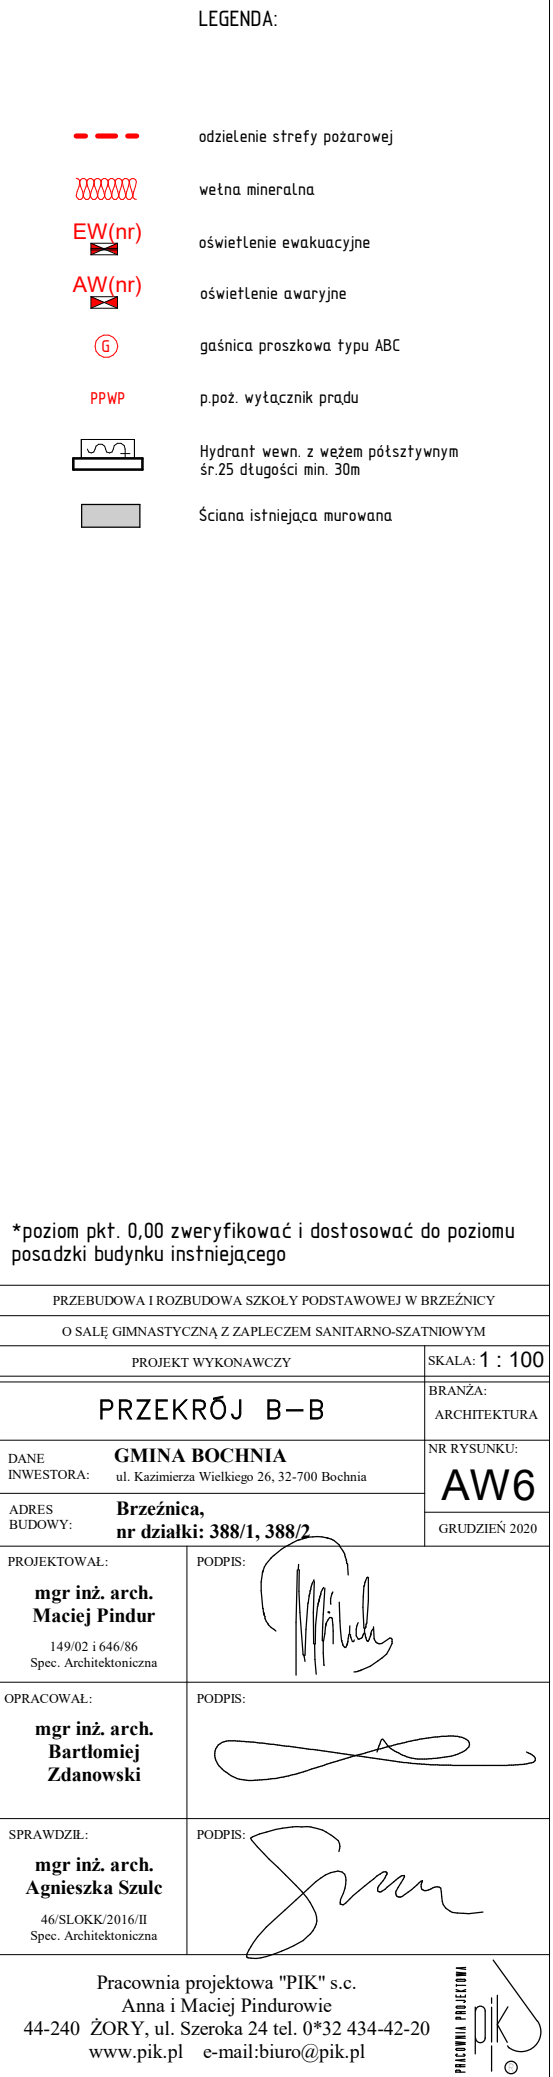 LEGENDA:
odzielenie strefy pożarowej
wełna mineralna
EW(nr)
oświetlenie ewakuacyjne
AW(nr)
oświetlenie awaryjne
G
gaśnica proszkowa typu ABC
PPWP
p.poż. wyłącznik prądu
Hydrant wewn. z wężem półsztywnym
śr.25 długości min. 30m
Ściana istniejąca murowana
*poziom pkt. 0,00 zweryfikować i dostosować do poziomu
posadzki budynku instniejącego
PRZEBUDOWA I ROZBUDOWA SZKOŁY PODSTAWOWEJ W BRZEŹNICY
O SALĘ GIMNASTYCZNĄ Z ZAPLECZEM SANITARNO-SZATNIOWYM
PROJEKT WYKONAWCZY
SKALA: 1 : 100
PRZEKRÓJ B-B
BRANŻA:
ARCHITEKTURA
DANE
INWESTORA:
GMINA BOCHNIA
ul. Kazimierza Wielkiego 26, 32-700 Bochnia
NR RYSUNKU:
AW6
ADRES
BUDOWY:
Brzeźnica,
nr działki: 388/1, 388/2
GRUDZIEŃ 2020
PROJEKTOWAŁ:
mgr inż. arch.
Maciej Pindur
149/02 i 646/86
Spec. Architektoniczna
PODPIS:
OPRACOWAŁ:
mgr inż. arch.
Bartłomiej
Zdanowski
PODPIS:
SPRAWDZIŁ:
mgr inż. arch.
Agnieszka Szulc
46/SLOKK/2016/II
Spec. Architektoniczna
PODPIS:
Pracownia projektowa "PIK" s.c.
Anna i Maciej Pindurowie
44-240 ŻORY, ul. Szeroka 24 tel. 0*32 434-42-20
www.pik.pl e-mail:biuro@pik.pl
PRACOWNIA PROJEKTOWA
pik
®